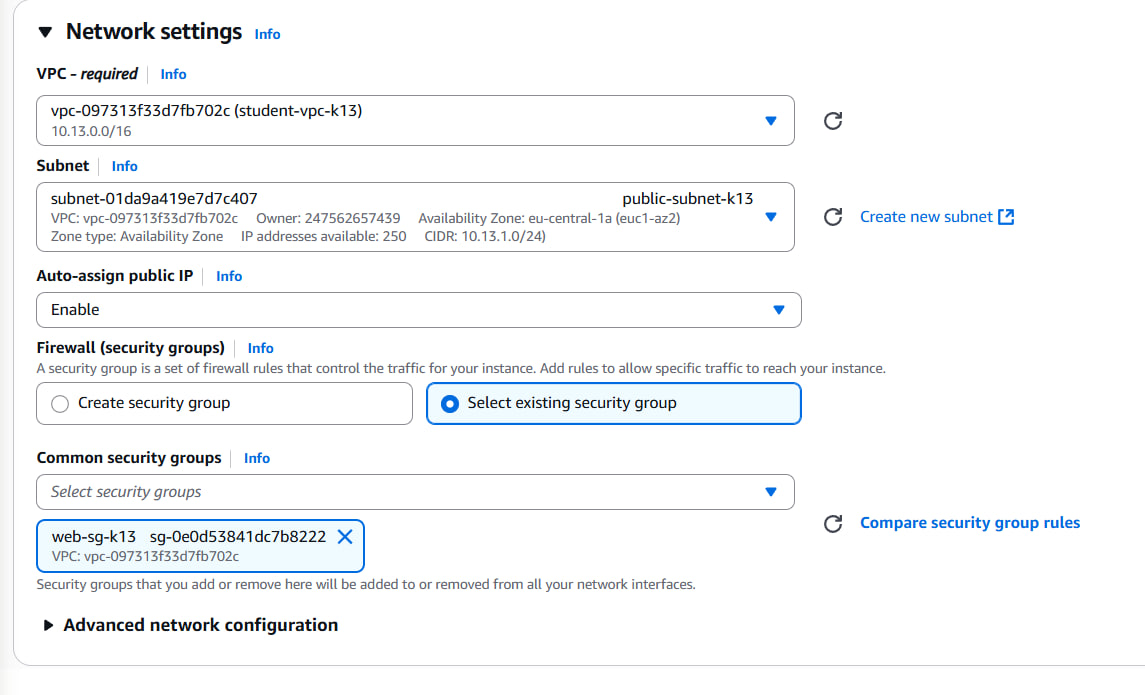 Network settings Info
VPC - required Info
vpc-097313f33d7fb702c (student-vpc-k13)
10.13.0.0/16
Subnet Info
subnet-01da9a419e7d7c407 public-subnet-k13
VPC: vpc-097313f33d7fb702c Owner: 247562657439 Availability Zone: eu-central-1a (euc1-az2)
Zone type: Availability Zone IP addresses available: 250 CIDR: 10.13.1.0/24)
Create new subnet
Auto-assign public IP Info
Enable
Firewall (security groups) Info
A security group is a set of firewall rules that control the traffic for your instance. Add rules to allow specific traffic to reach your instance.
Create security group Select existing security group
Common security groups Info
Select security groups
web-sg-k13 sg-0e0d53841dc7b8222
VPC: vpc-097313f33d7fb702c
Compare security group rules
Security groups that you add or remove here will be added to or removed from all your network interfaces.
Advanced network configuration